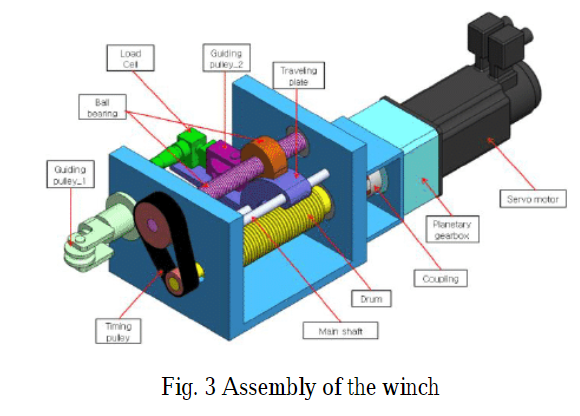 Load
Cell
Guiding
pulley_2
Traveling
plate
Ball
bearing
Guiding
pulley_1
Servo motor
Planetary
gearbox
Coupling
Drum
Main shaft
Timing
pulley
Fig. 3 Assembly of the winch